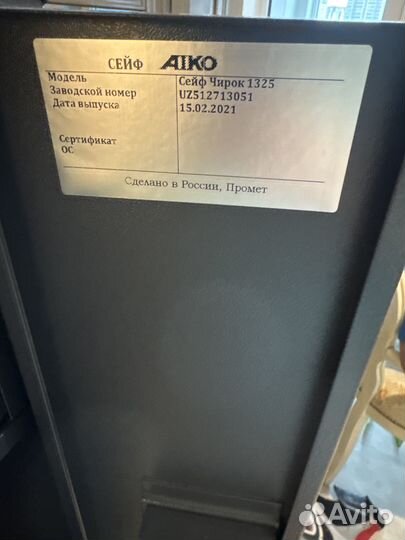 СЕЙФ AIKO
Модель Сейф Чирок 1325
Заводской номер UZ512713051
Дата выпуска 15.02.2021
Сертификат
ОС
Сделано в России, Промет
Avito